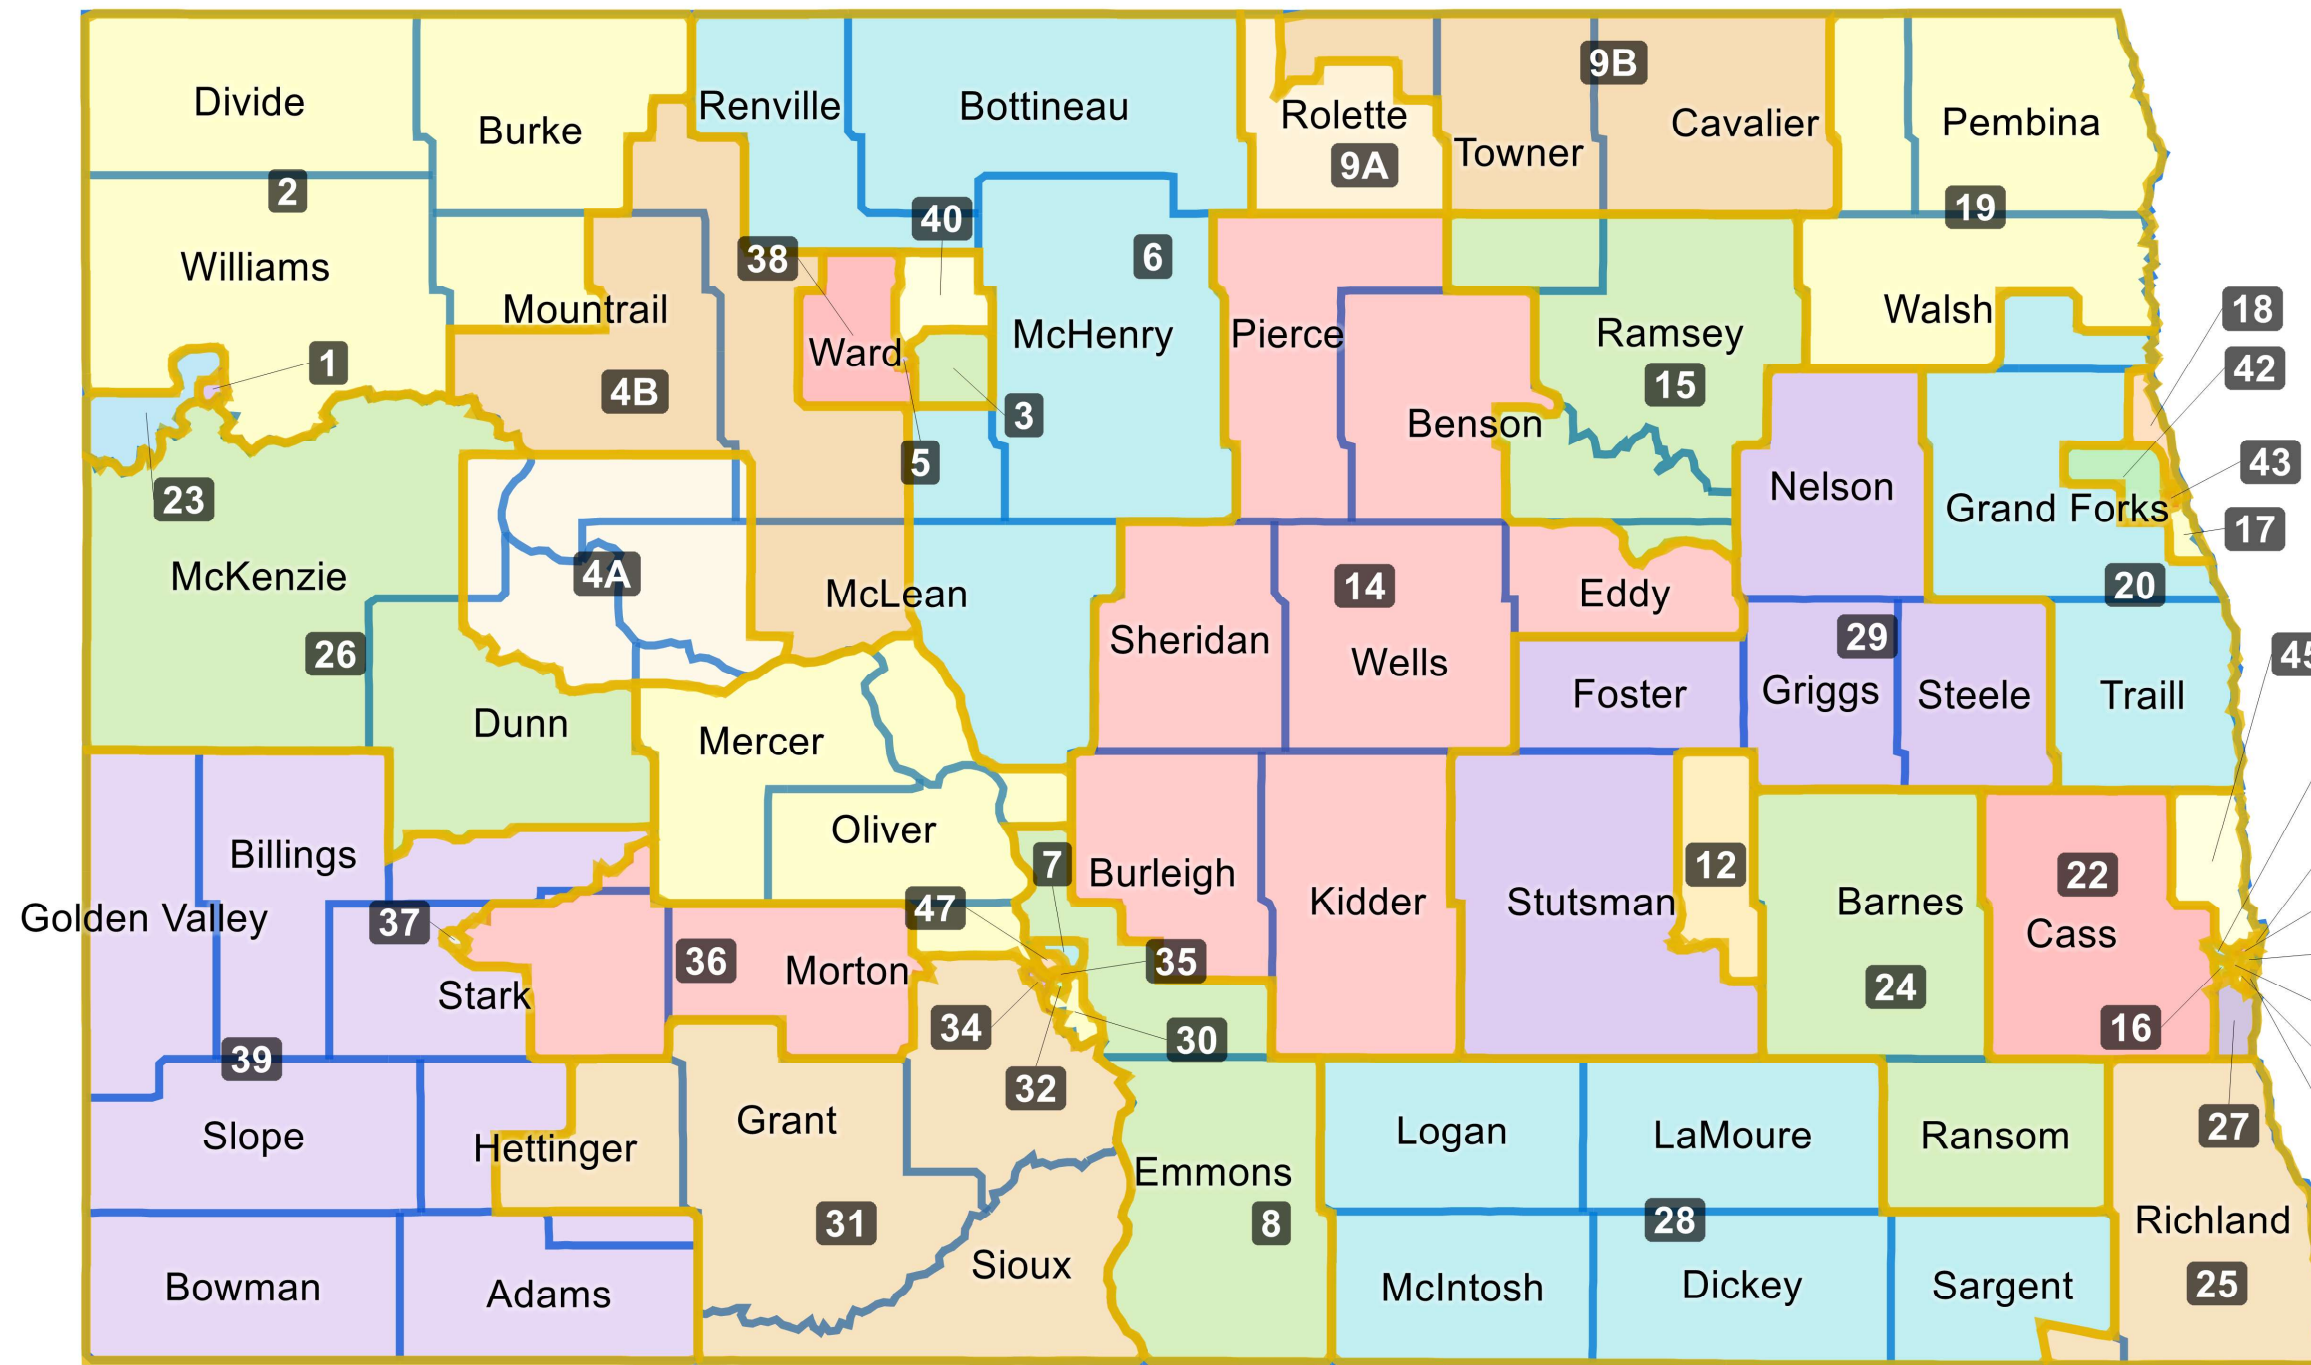 9B
Divide
Renville
Bottineau
Rolette
Cavalier
Pembina
Burke
Towner
9A
2
19
40
38
6
Williams
Mountrail
Walsh
18
McHenry
Pierce
Ramsey
Ward
1
42
4B
15
3
Benson
5
43
23
Nelson
Grand Forks
17
McKenzie
4A
14
20
McLean
Eddy
26
Sheridan
29
Wells
45
Dunn
Foster
Griggs
Steele
Traill
Mercer
Oliver
Billings
7
12
22
Burleigh
Golden Valley
37
47
Kidder
Stutsman
Barnes
Cass
36
Morton
35
Stark
24
34
30
16
39
32
Slope
Hettinger
Grant
Logan
LaMoure
Ransom
27
Emmons
31
8
28
Richland
Sioux
Bowman
Adams
McIntosh
Dickey
Sargent
25